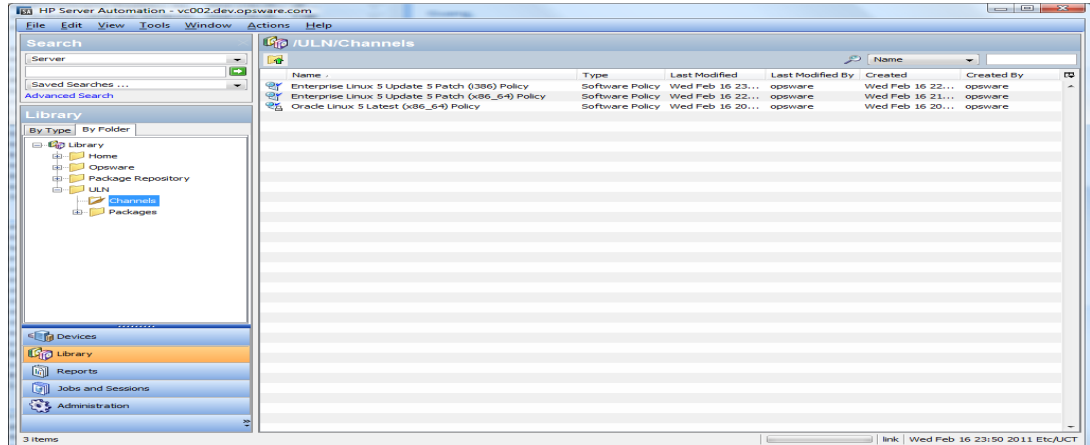 HP Server Automation - vc002.dev.opsware.com
File Edit View Tools Window Actions Help
Search
Server
Saved Searches ...
Advanced Search
Library
By Type By Folder
Library
Home
Opsware
Package Repository
ULN
Channels
Packages
Devices
Library
Reports
Jobs and Sessions
Administration
/ULN/Channels
Name
Name Type Last Modified Last Modified By Created Created By
Enterprise Linux 5 Update 5 Patch (i386) Policy Software Policy Wed Feb 16 23... opsware Wed Feb 16 22... opsware
Enterprise Linux 5 Update 5 Patch (x86_64) Policy Software Policy Wed Feb 16 22... opsware Wed Feb 16 21... opsware
Oracle Linux 5 Latest (x86_64) Policy Software Policy Wed Feb 16 20... opsware Wed Feb 16 20... opsware
3 items
link Wed Feb 16 23:50 2011 Etc/UCT